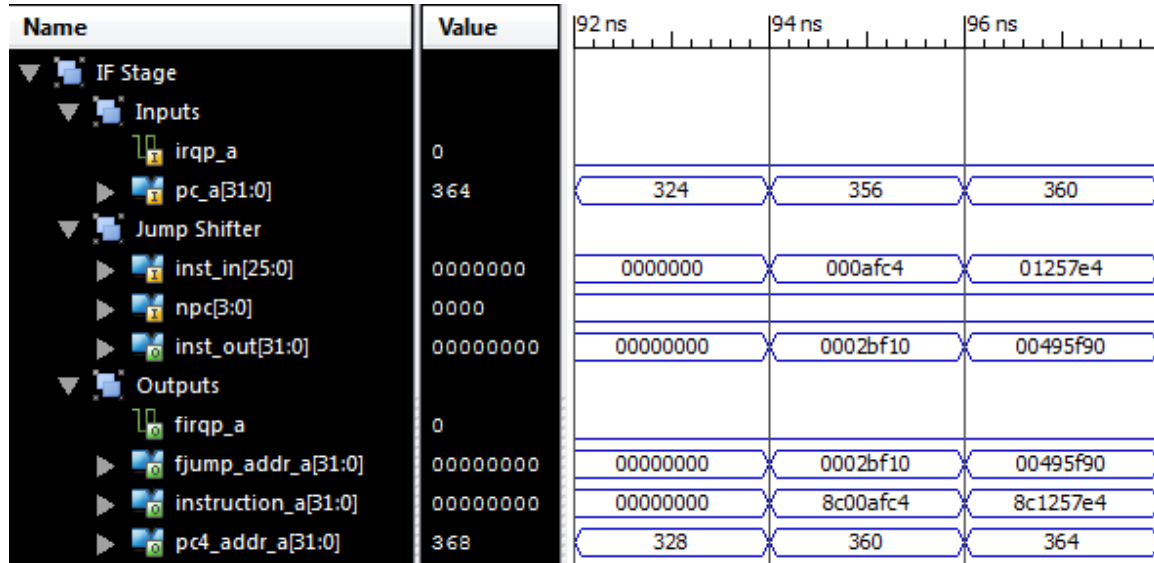 Name Value 92 ns 94 ns 96 ns
IF Stage
Inputs
irqp_a 0
pc_a[31:0] 364 324 356 360
Jump Shifter
inst_in[25:0] 0000000 0000000 000afc4 01257e4
npc[3:0] 0000
inst_out[31:0] 00000000 00000000 0002bf10 00495f90
Outputs
firqp_a 0
fjump_addr_a[31:0] 00000000 00000000 0002bf10 00495f90
instruction_a[31:0] 00000000 00000000 8c00afc4 8c1257e4
pc4_addr_a[31:0] 368 328 360 364